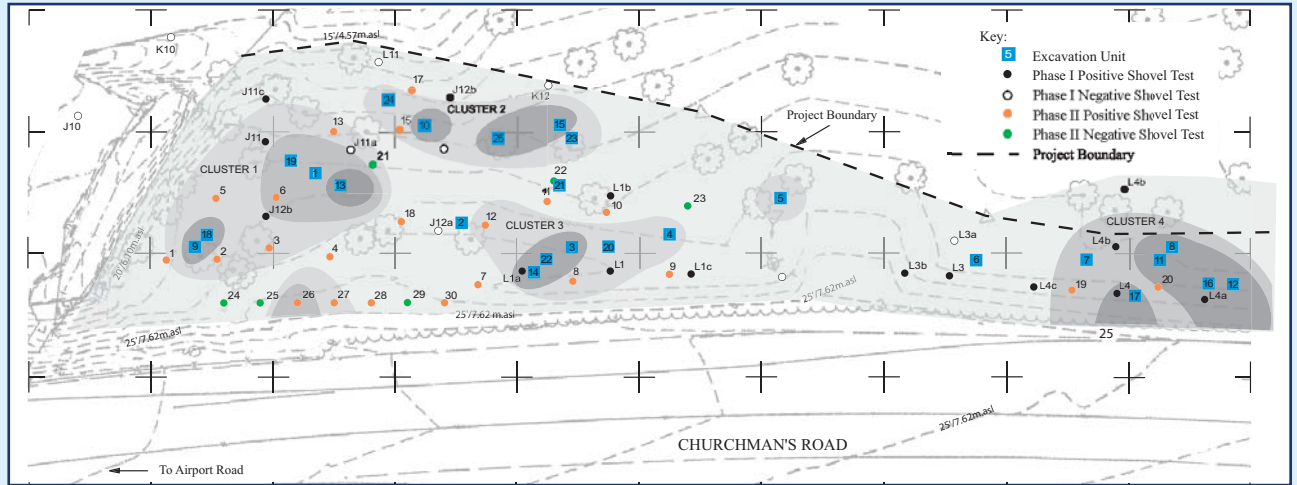 Key:
5 Excavation Unit
Phase I Positive Shovel Test
Phase I Negative Shovel Test
Phase II Positive Shovel Test
Phase II Negative Shovel Test
Project Boundary
K10
15'/4.57m.asl
L11
17
J11c
24
J12b
K12
CLUSTER 2
J10
13
15
10
15
Project Boundary
J11
25
23
J11a
21
19
CLUSTER 1
1
22
13
21
L4b
5
6
L1b
5
23
10
J12b
18
12
J12a
2
CLUSTER 3
CLUSTER 4
18
4
L3a
9
3
20
L4b
8
1
2
3
4
22
6
7
11
L1a
14
8
L1
9
L1c
L3b
L3
7
20'/6.10m.asl
L4c
19
L4
17
20
16
12
L4a
24
25
26
27
28
29
30
25'/7.62m.asl
25'/7.62 m.asl
25'/7.62m.asl
25
25'/7.62m.asl
CHURCHMAN'S ROAD
To Airport Road